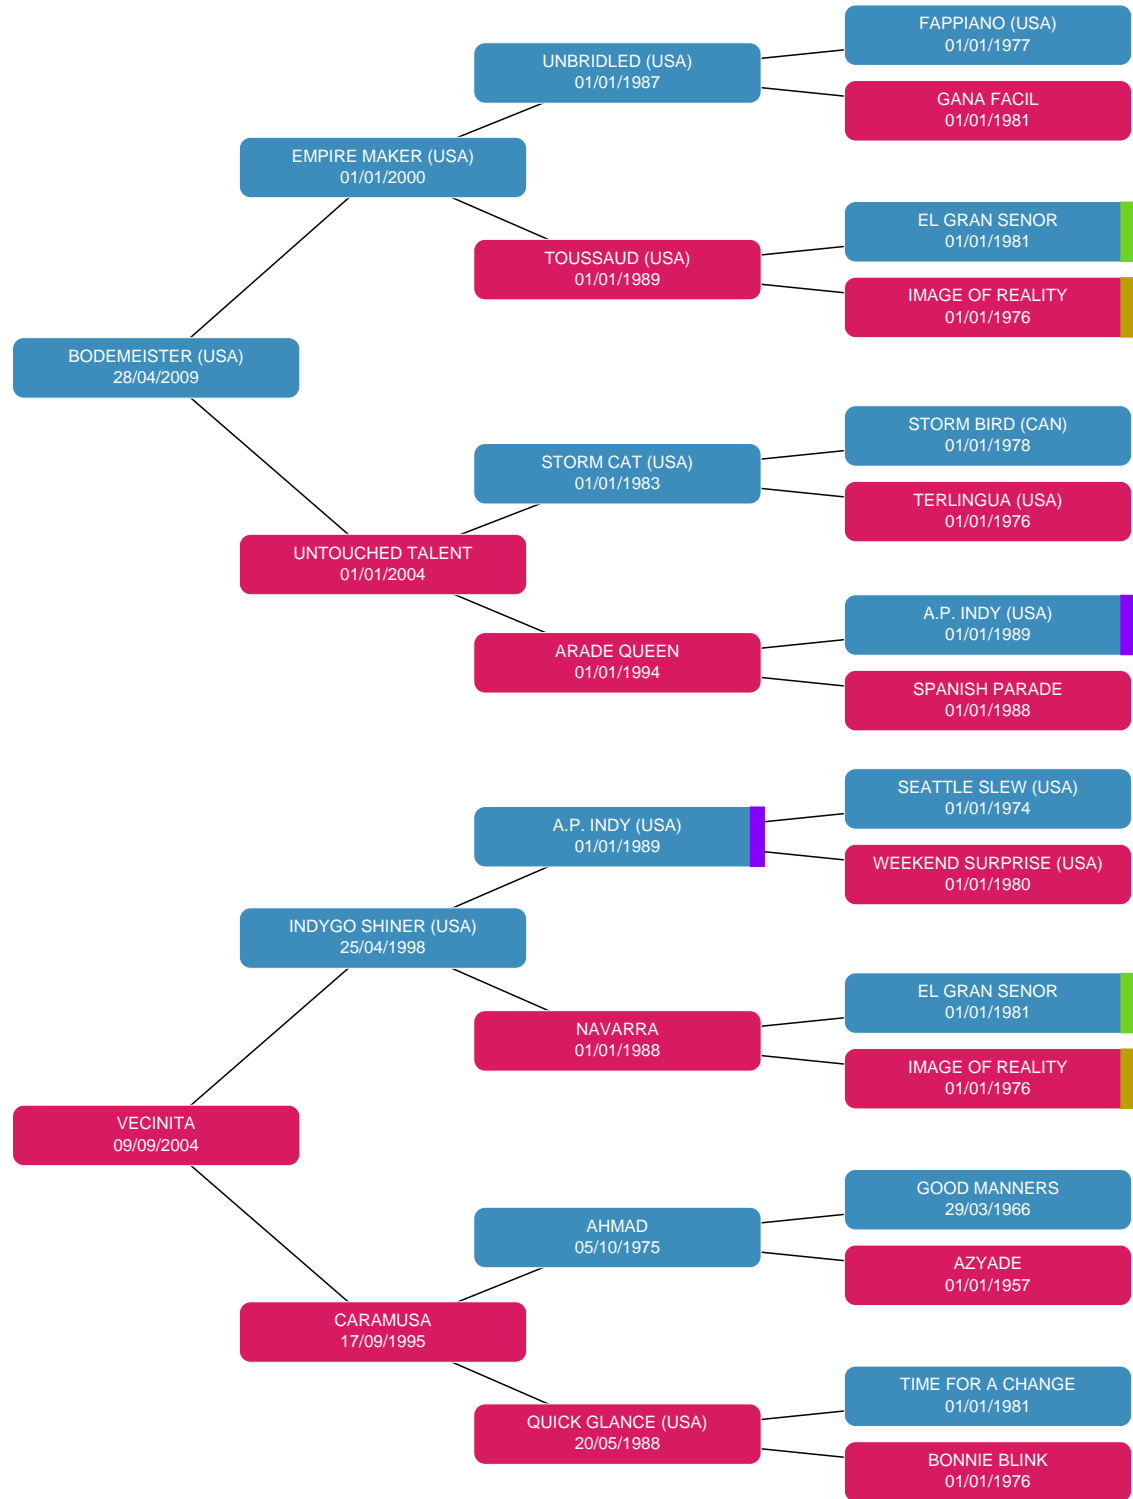 FAPPIANO (USA)
01/01/1977
UNBRIDLED (USA)
01/01/1987
GANA FACIL
01/01/1981
EMPIRE MAKER (USA)
01/01/2000
EL GRAN SENOR
01/01/1981
TOUSSAUD (USA)
01/01/1989
IMAGE OF REALITY
01/01/1976
BODEMEISTER (USA)
28/04/2009
STORM BIRD (CAN)
01/01/1978
STORM CAT (USA)
01/01/1983
TERLINGUA (USA)
01/01/1976
UNTOUCHED TALENT
01/01/2004
A.P. INDY (USA)
01/01/1989
ARADE QUEEN
01/01/1994
SPANISH PARADE
01/01/1988
SEATTLE SLEW (USA)
01/01/1974
A.P. INDY (USA)
01/01/1989
WEEKEND SURPRISE (USA)
01/01/1980
INDYGO SHINER (USA)
25/04/1998
EL GRAN SENOR
01/01/1981
NAVARRA
01/01/1988
IMAGE OF REALITY
01/01/1976
VECINITA
09/09/2004
GOOD MANNERS
29/03/1966
AHMAD
05/10/1975
AZYADE
01/01/1957
CARAMUSA
17/09/1995
TIME FOR A CHANGE
01/01/1981
QUICK GLANCE (USA)
20/05/1988
BONNIE BLINK
01/01/1976